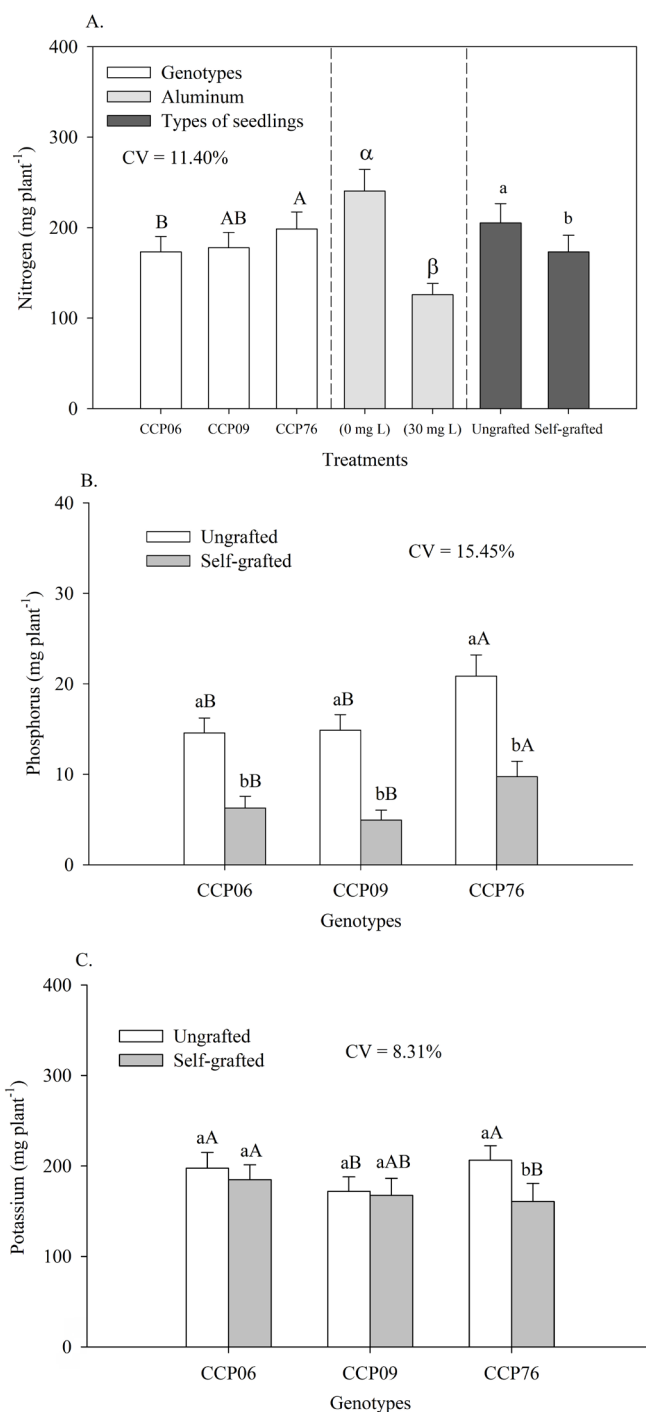 A.
400
Genotypes
Aluminum
Types of seedlings
300
CV = 11.40%
α
a
A
B
AB
b
200
β
100
0
Nitrogen (mg plant-1)
CCP06 CCP09 CCP76 (0 mg L) (30 mg L) Ungrafted Self-grafted
Treatments
B.
40
Ungrafted
CV = 15.45%
Self-grafted
30
aA
20
aB aB
bA
10
bB bB
0
Phosphorus (mg plant-1)
CCP06 CCP09 CCP76
Genotypes
C.
400
Ungrafted
CV = 8.31%
Self-grafted
300
aA aA aB aAB aA bB
200
100
0
Potassium (mg plant-1)
CCP06 CCP09 CCP76
Genotypes